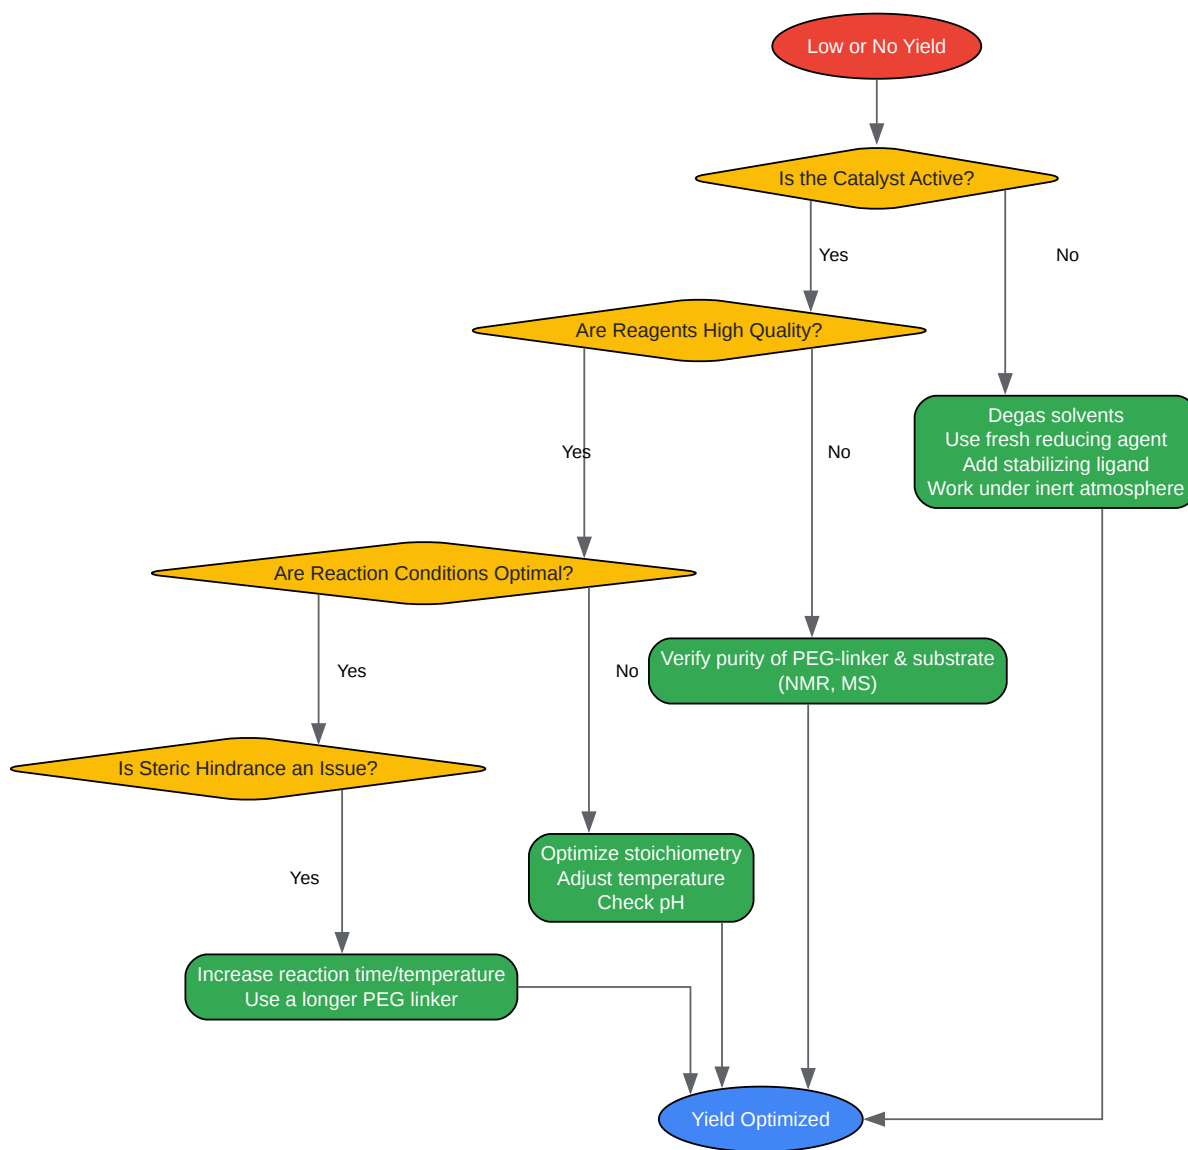 Low or No Yield
Is the Catalyst Active?
Yes
No
Are Reagents High Quality?
Degas solvents
Use fresh reducing agent
Add stabilizing ligand
Work under inert atmosphere
Yes
No
Are Reaction Conditions Optimal?
Verify purity of PEG-linker & substrate
(NMR, MS)
Yes
No
Is Steric Hindrance an Issue?
Optimize stoichiometry
Adjust temperature
Check pH
Yes
Increase reaction time/temperature
Use a longer PEG linker
Yield Optimized